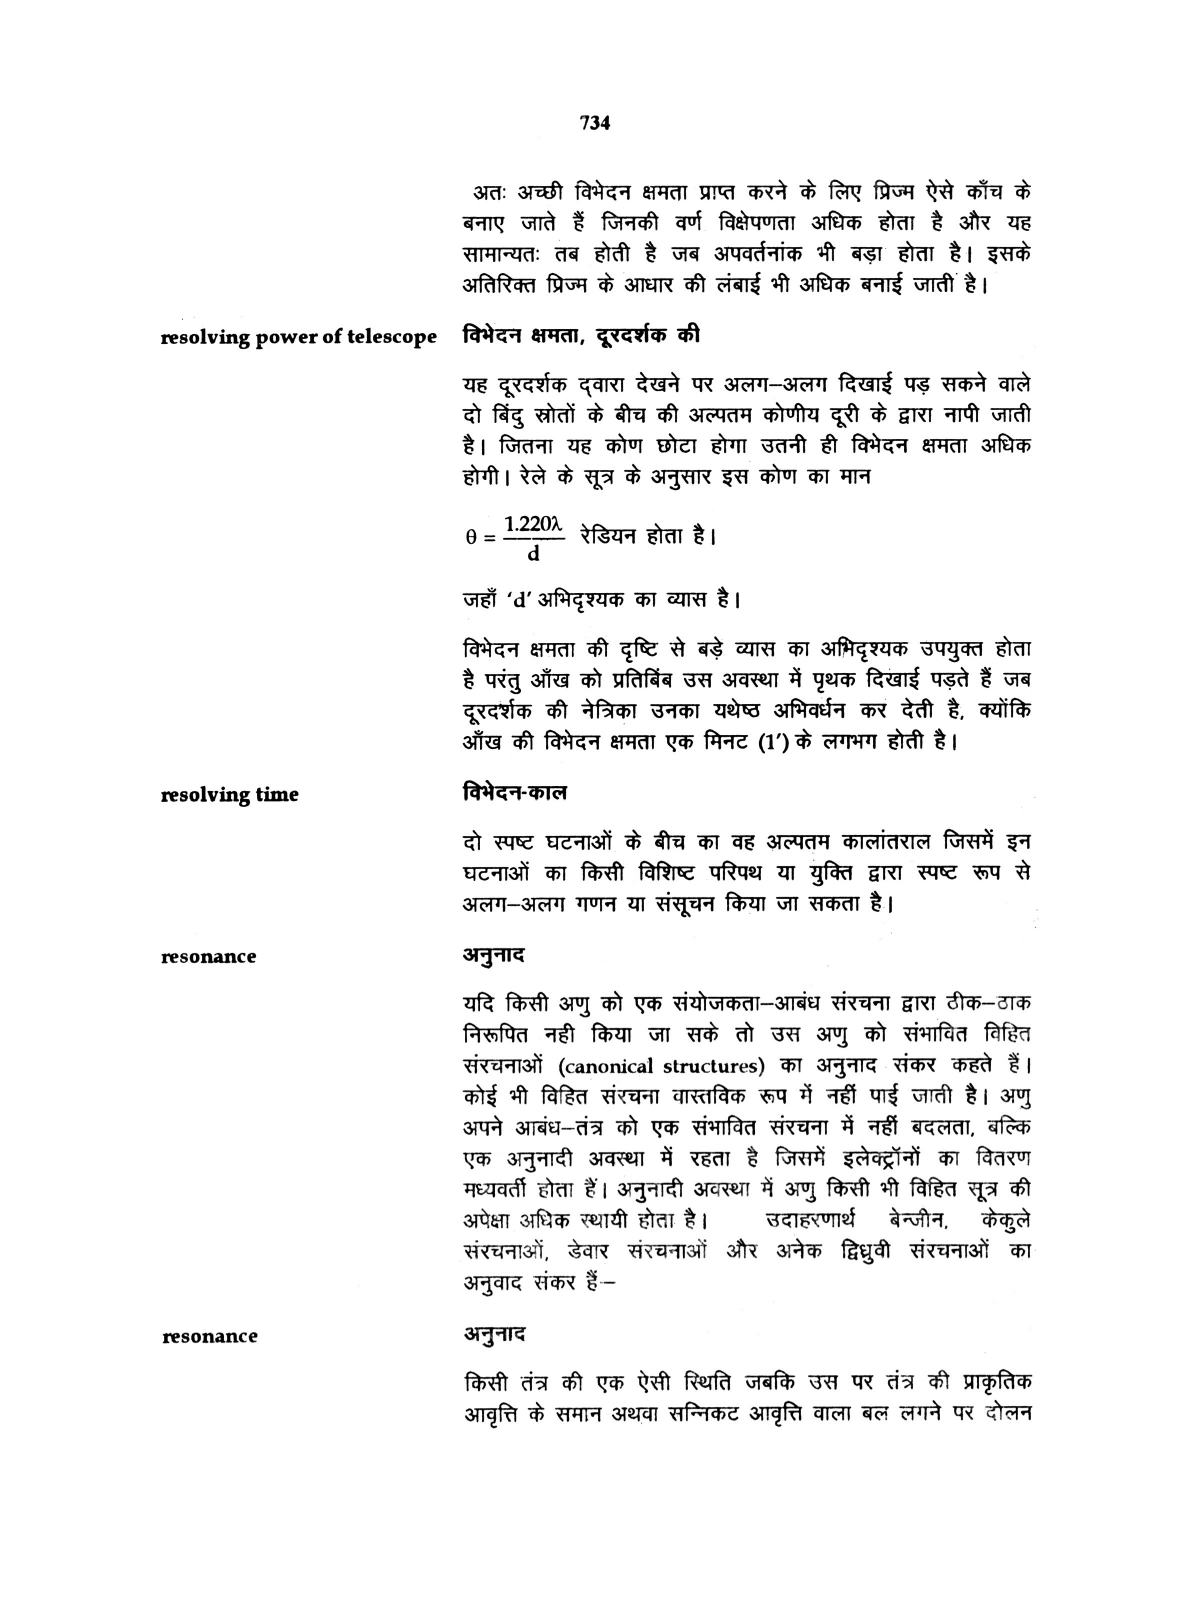 734
अतः अच्छी विभेदन क्षमता प्राप्त करने के लिए प्रिज्म ऐसे काँच के
बनाए जाते हैं जिनकी वर्ण विक्षेपणता अधिक होता है और यह
सामान्यतः तब होती है जब अपवर्तनांक भी बड़ा होता है। इसके
अतिरिक्त प्रिज्म के आधार की लंबाई भी अधिक बनाई जाती है।
resolving power of telescope विभेदन क्षमता, दूरदर्शक की
यह दूरदर्शक द्वारा देखने पर अलग–अलग दिखाई पड़ सकने वाले
दो बिंदु स्रोतों के बीच की अल्पतम कोणीय दूरी के द्वारा नापी जाती
है। जितना यह कोण छोटा होगा उतनी ही विभेदन क्षमता अधिक
होगी। रेले के सूत्र के अनुसार इस कोण का मान
θ = 1.220λ/d रेडियन होता है।
जहाँ ‘d’ अभिदृश्यक का व्यास है।
विभेदन क्षमता की दृष्टि से बड़े व्यास का अभिदृश्यक उपयुक्त होता
है परंतु आँख को प्रतिबिंब उस अवस्था में पृथक दिखाई पड़ते हैं जब
दूरदर्शक की नेत्रिका उनका यथेष्ठ अभिवर्धन कर देती है, क्योंकि
आँख की विभेदन क्षमता एक मिनट (1′) के लगभग होती है।
resolving time विभेदन-काल
दो स्पष्ट घटनाओं के बीच का वह अल्पतम कालांतराल जिसमें इन
घटनाओं का किसी विशिष्ट परिपथ या युक्ति द्वारा स्पष्ट रूप से
अलग–अलग गणन या संसूचन किया जा सकता है।
resonance अनुनाद
यदि किसी अणु को एक संयोजकता–आबंध संरचना द्वारा ठीक–ठाक
निरूपित नही किया जा सके तो उस अणु को संभावित विहित
संरचनाओं (canonical structures) का अनुनाद संकर कहते हैं।
कोई भी विहित संरचना वास्तविक रूप में नहीं पाई जाती है। अणु
अपने आबंध–तंत्र को एक संभावित संरचना में नहीं बदलता, बल्कि
एक अनुनादी अवस्था में रहता है जिसमें इलेक्ट्रॉनों का वितरण
मध्यवर्ती होता हैं। अनुनादी अवस्था में अणु किसी भी विहित सूत्र की
अपेक्षा अधिक स्थायी होता है। उदाहरणार्थ बेन्जीन, केकुले
संरचनाओं, डेवार संरचनाओं और अनेक द्विध्रुवी संरचनाओं का
अनुवाद संकर हैं–
resonance अनुनाद
किसी तंत्र की एक ऐसी स्थिति जबकि उस पर तंत्र की प्राकृतिक
आवृत्ति के समान अथवा सन्निकट आवृत्ति वाला बल लगने पर दोलन